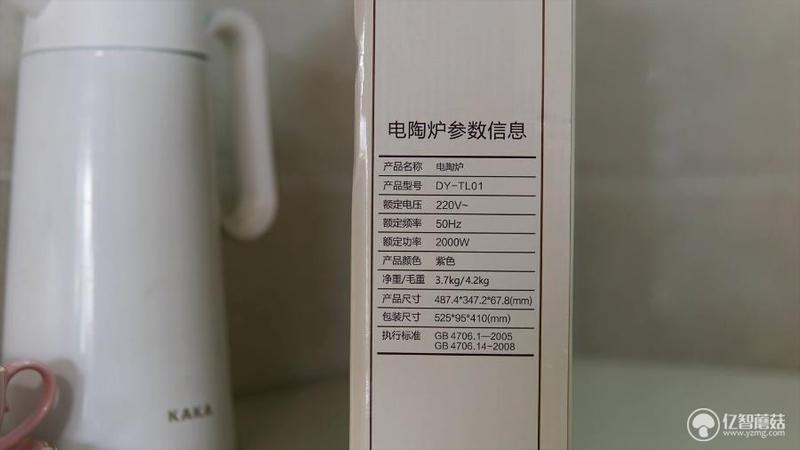 电陶炉参数信息
产品名称 电陶炉
产品型号 DY-TL01
额定电压 220V~
额定频率 50Hz
额定功率 2000W
产品颜色 紫色
净重/毛重 3.7kg/4.2kg
产品尺寸 487.4*347.2*67.8(mm)
包装尺寸 525*95*410(mm)
执行标准 GB 4706.1—2005
GB 4706.14-2008
KAKA
亿智蘑菇
www.yzmg.com